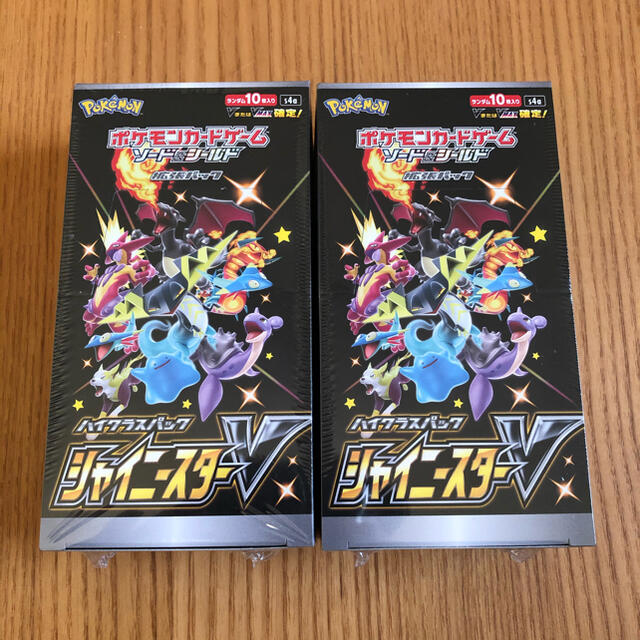 Pokémon
ランダム10枚入り S4a
VまたはVMAX確定!
ポケモンカードゲーム
ソード&シールド
拡張パック
ハイクラスパック
シャイニースターV
Pokémon
ランダム10枚入り S4a
VまたはVMAX確定!
ポケモンカードゲーム
ソード&シールド
拡張パック
ハイクラスパック
シャイニースターV